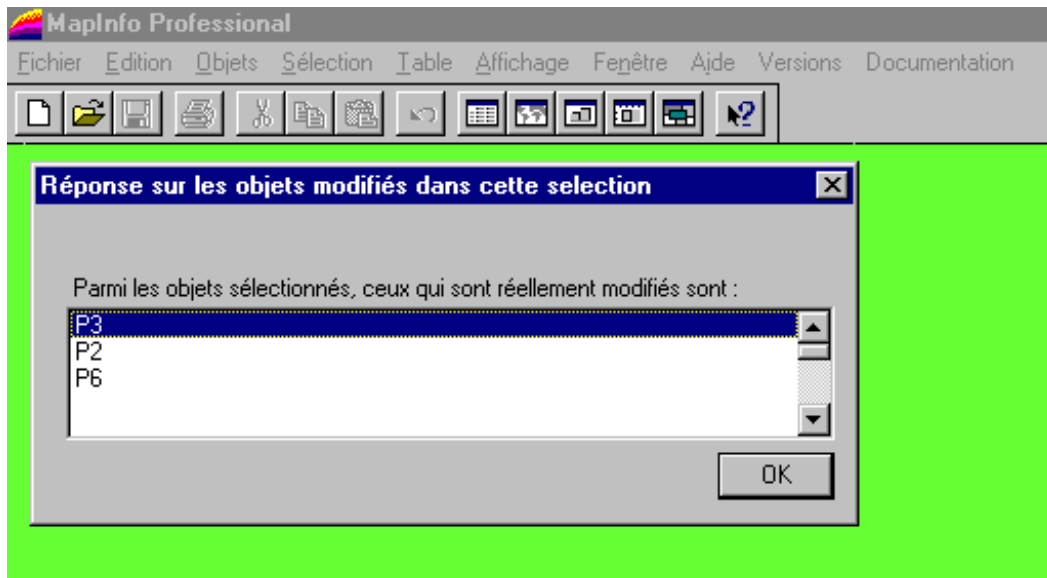 MapInfo Professional
Fichier Edition Objets Sélection Table Affichage Fenêtre Aide Versions Documentation
Réponse sur les objets modifiés dans cette selection
Parmi les objets sélectionnés, ceux qui sont réellement modifiés sont :
P3
P2
P6
OK